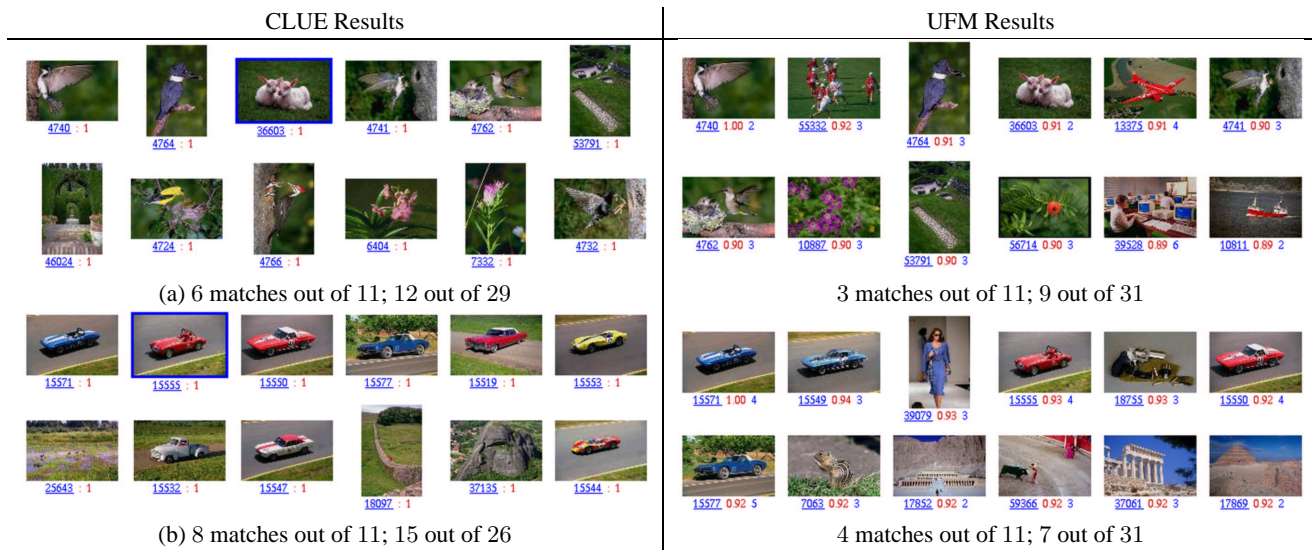 CLUE Results UFM Results
4740 : 1 4764 : 1 36603 : 1 4741 : 1 4762 : 1 53791 : 1
46024 : 1 4724 : 1 4766 : 1 6404 : 1 7332 : 1 4732 : 1
(a) 6 matches out of 11; 12 out of 29
4740 1.00 2 55332 0.92 3 4764 0.91 3 36603 0.91 2 13375 0.91 4 4741 0.90 3
4762 0.90 3 10887 0.90 3 53791 0.90 3 56714 0.90 3 39528 0.89 6 10811 0.89 2
3 matches out of 11; 9 out of 31
15571 : 1 15555 : 1 15550 : 1 15577 : 1 15519 : 1 15553 : 1
25643 : 1 15532 : 1 15547 : 1 18097 : 1 37135 : 1 15544 : 1
(b) 8 matches out of 11; 15 out of 26
15571 1.00 4 15549 0.94 3 39079 0.93 3 15555 0.93 4 18755 0.93 3 15550 0.92 4
15577 0.92 5 7063 0.92 3 17852 0.92 2 59366 0.92 3 37061 0.92 3 17869 0.92 2
4 matches out of 11; 7 out of 31